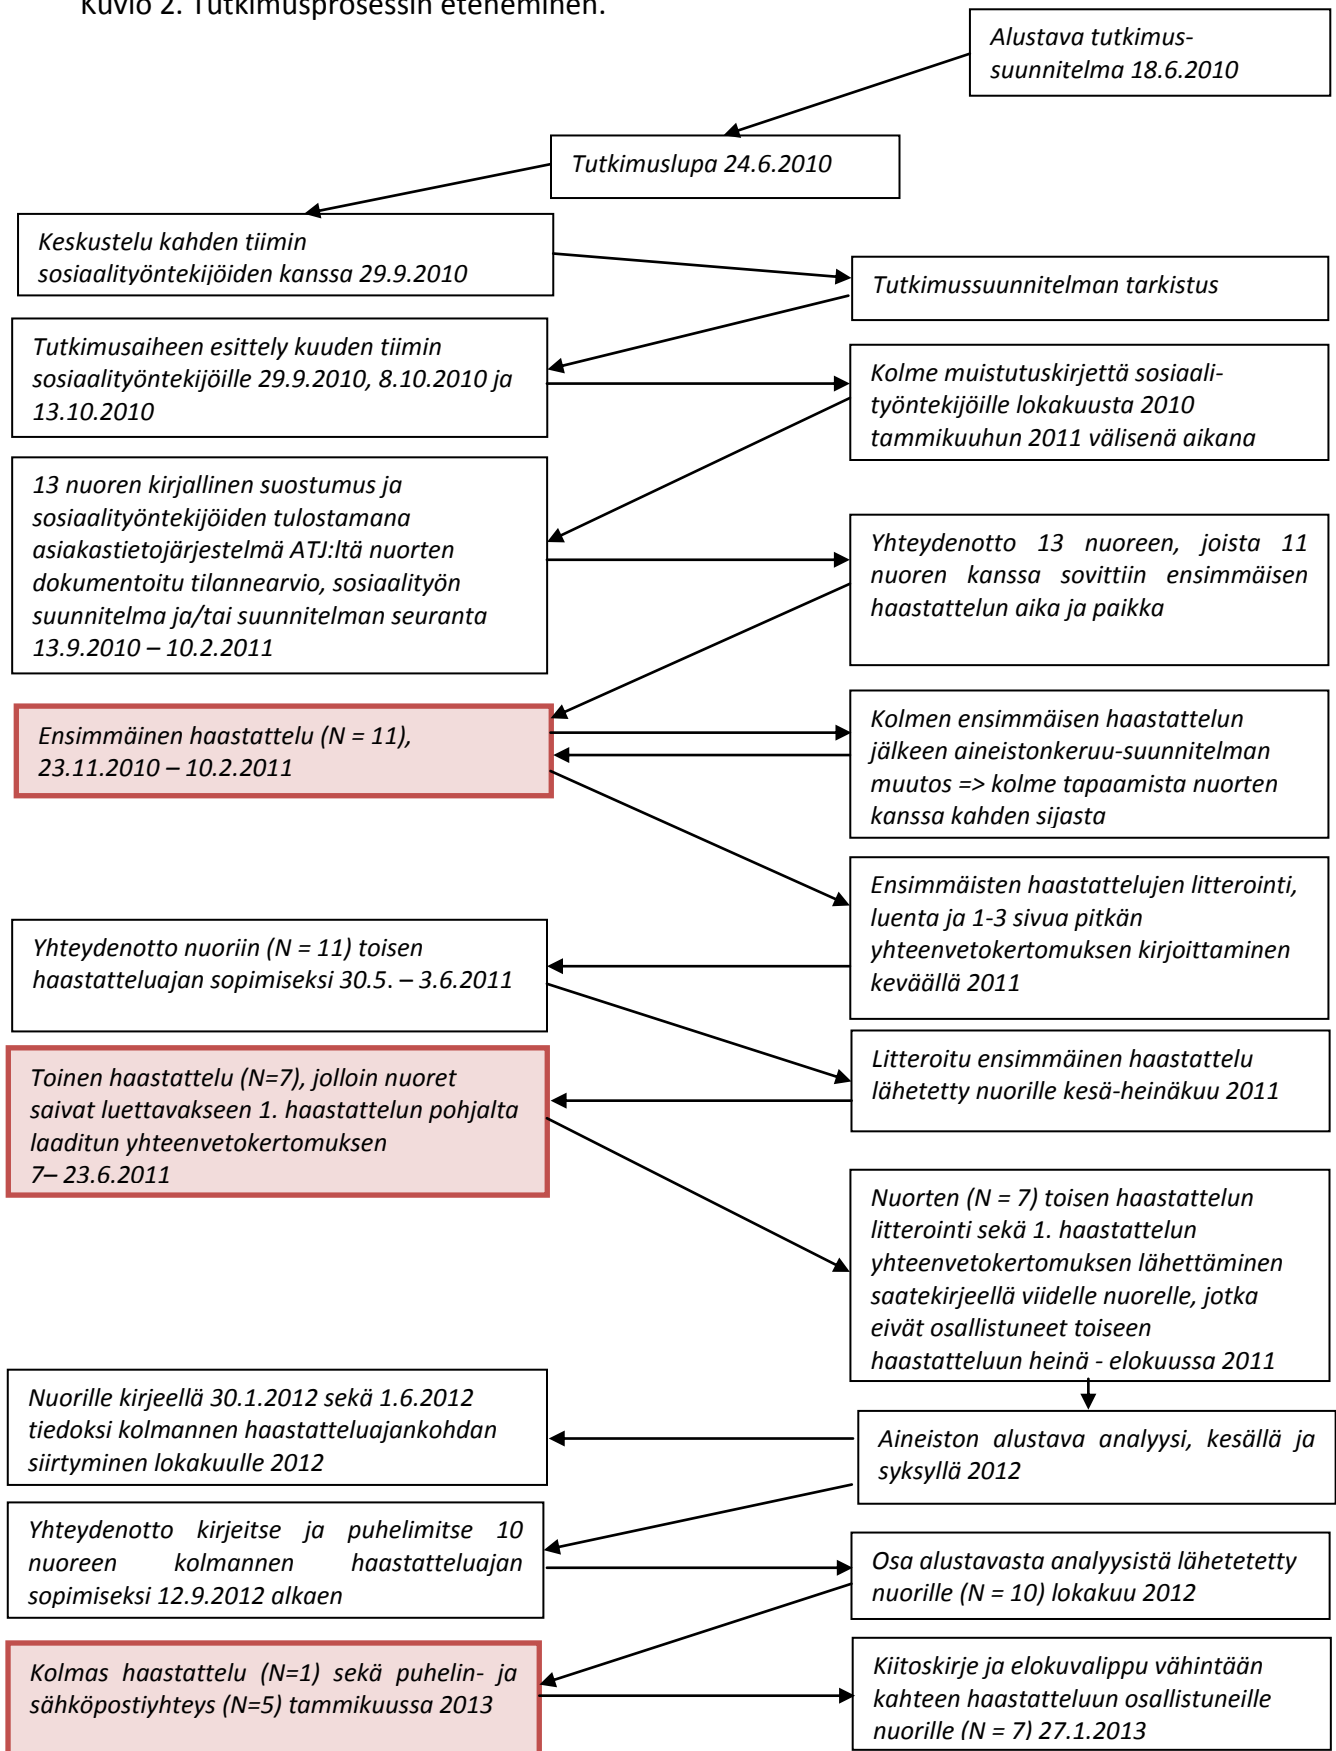 Kuvio 2. Tutkimusprosessin eteneminen.
Alustava tutkimus-
suunnitelma 18.6.2010
Tutkimuslupa 24.6.2010
Keskustelu kahden tiimin
sosiaalityöntekijöiden kanssa 29.9.2010
Tutkimussuunnitelman tarkistus
Tutkimusaiheen esittely kuuden tiimin
sosiaalityöntekijöille 29.9.2010, 8.10.2010 ja
13.10.2010
Kolme muistutuskirjettä sosiaali-
työntekijöille lokakuusta 2010
tammikuuhun 2011 välisenä aikana
13 nuoren kirjallinen suostumus ja
sosiaalityöntekijöiden tulostamana
asiakastietojärjestelmä ATJ:ltä nuorten
dokumentoitu tilannearvio, sosiaalityön
suunnitelma ja/tai suunnitelman seuranta
13.9.2010 – 10.2.2011
Yhteydenotto 13 nuoreen, joista 11
nuoren kanssa sovittiin ensimmäisen
haastattelun aika ja paikka
Ensimmäinen haastattelu (N = 11),
23.11.2010 – 10.2.2011
Kolmen ensimmäisen haastattelun
jälkeen aineistonkeruu-suunnitelman
muutos => kolme tapaamista nuorten
kanssa kahden sijasta
Ensimmäisten haastattelujen litterointi,
luenta ja 1-3 sivua pitkän
yhteenvetokertomuksen kirjoittaminen
keväällä 2011
Yhteydenotto nuoriin (N = 11) toisen
haastatteluajan sopimiseksi 30.5. – 3.6.2011
Litteroitu ensimmäinen haastattelu
lähetetty nuorille kesä-heinäkuu 2011
Toinen haastattelu (N=7), jolloin nuoret
saivat luettavakseen 1. haastattelun pohjalta
laaditun yhteenvetokertomuksen
7– 23.6.2011
Nuorten (N = 7) toisen haastattelun
litterointi sekä 1. haastattelun
yhteenvetokertomuksen lähettäminen
saatekirjeellä viidelle nuorelle, jotka
eivät osallistuneet toiseen
haastatteluun heinä - elokuussa 2011
Nuorille kirjeellä 30.1.2012 sekä 1.6.2012
tiedoksi kolmannen haastatteluajankohdan
siirtyminen lokakuulle 2012
Aineiston alustava analyysi, kesällä ja
syksyllä 2012
Yhteydenotto kirjeitse ja puhelimitse 10
nuoreen kolmannen haastatteluajan
sopimiseksi 12.9.2012 alkaen
Osa alustavasta analyysistä lähetetetty
nuorille (N = 10) lokakuu 2012
Kolmas haastattelu (N=1) sekä puhelin- ja
sähköpostiyhteys (N=5) tammikuussa 2013
Kiitoskirje ja elokuvalippu vähintään
kahteen haastatteluun osallistuneille
nuorille (N = 7) 27.1.2013